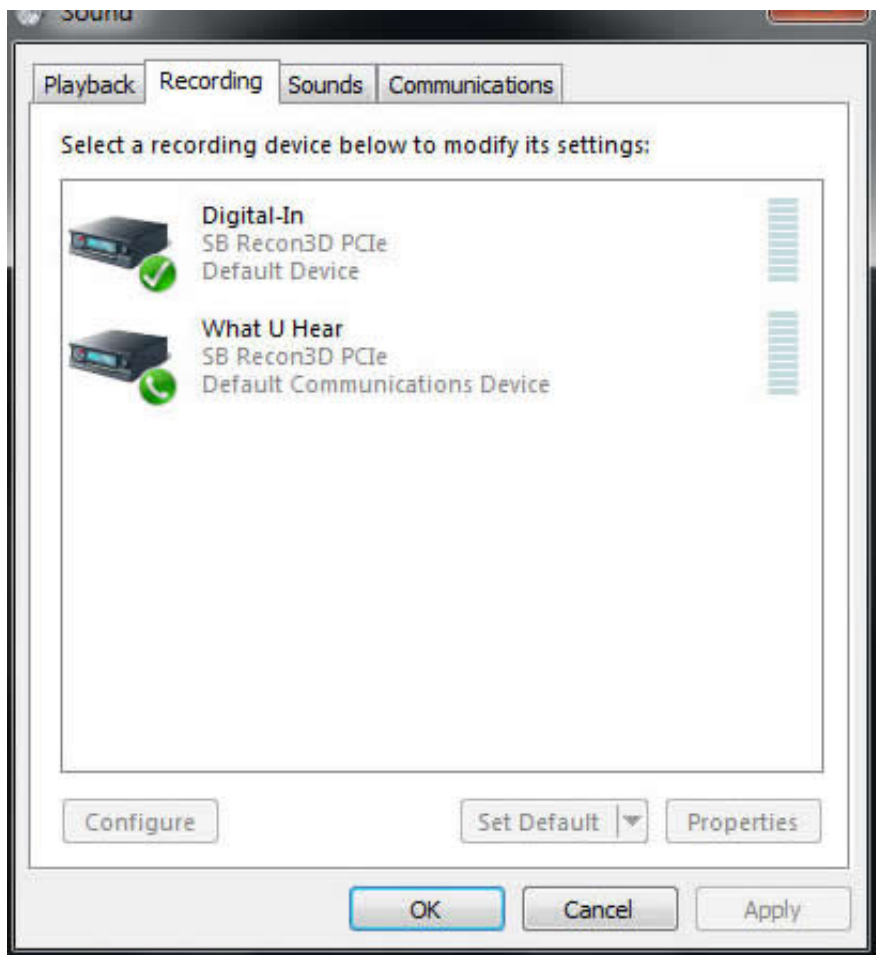 Sound
Playback Recording Sounds Communications
Select a recording device below to modify its settings:
Digital-In
SB Recon3D PCIe
Default Device
What U Hear
SB Recon3D PCIe
Default Communications Device
Configure Set Default Properties
OK Cancel Apply